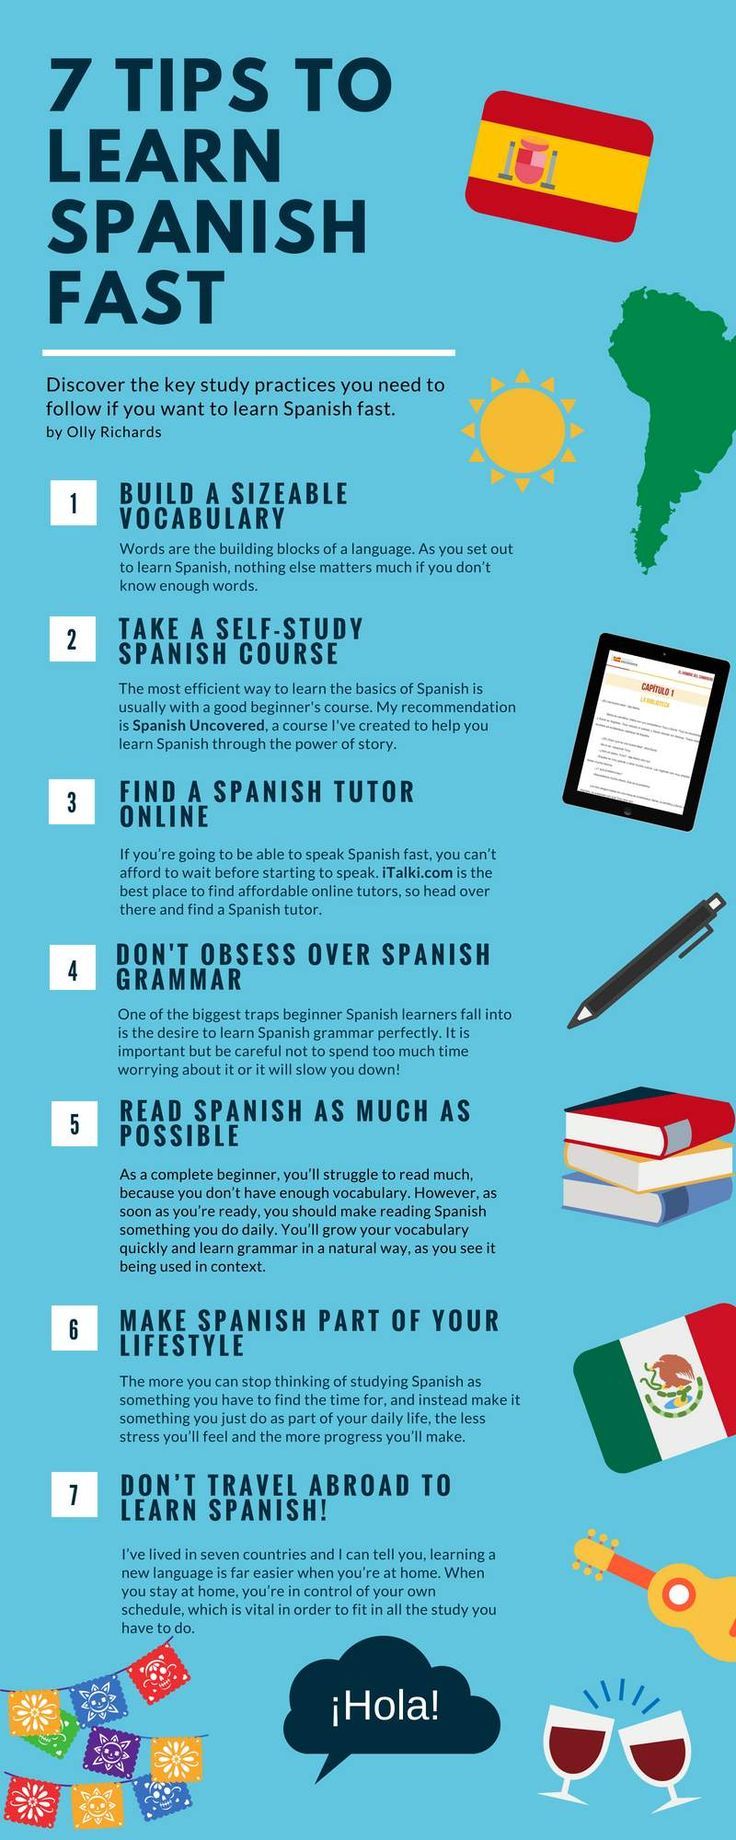 7 TIPS TO
LEARN
SPANISH
FAST
Discover the key study practices you need to
follow if you want to learn Spanish fast.
by Olly Richards
1
BUILD A SIZEABLE
VOCABULARY
Words are the building blocks of a language. As you set out
to learn Spanish, nothing else matters much if you don't
know enough words.
2
TAKE A SELF-STUDY
SPANISH COURSE
The most efficient way to learn the basics of Spanish is
usually with a good beginner's course. My recommendation
is Spanish Uncovered, a course I've created to help you
learn Spanish through the power of story.
CAPÍTULO 1
LA BIBLIOTECA
3
FIND A SPANISH TUTOR
ONLINE
If you're going to be able to speak Spanish fast, you can't
afford to wait before starting to speak. iTalki.com is the
best place to find affordable online tutors, so head over
there and find a Spanish tutor.
4
DON'T OBSESS OVER SPANISH
GRAMMAR
One of the biggest traps beginner Spanish learners fall into
is the desire to learn Spanish grammar perfectly. It is
important but be careful not to spend too much time
worrying about it or it will slow you down!
5
READ SPANISH AS MUCH AS
POSSIBLE
As a complete beginner, you'll struggle to read much,
because you don't have enough vocabulary. However, as
soon as you're ready, you should make reading Spanish
something you do daily. You'll grow your vocabulary
quickly and learn grammar in a natural way, as you see it
being used in context.
6
MAKE SPANISH PART OF YOUR
LIFESTYLE
The more you can stop thinking of studying Spanish as
something you have to find the time for, and instead make it
something you just do as part of your daily life, the less
stress you'll feel and the more progress you'll make.
7
DON'T TRAVEL ABROAD TO
LEARN SPANISH!
I've lived in seven countries and I can tell you, learning a
new language is far easier when you're at home. When
you stay at home, you're in control of your own
schedule, which is vital in order to fit in all the study you
have to do.
¡Hola!